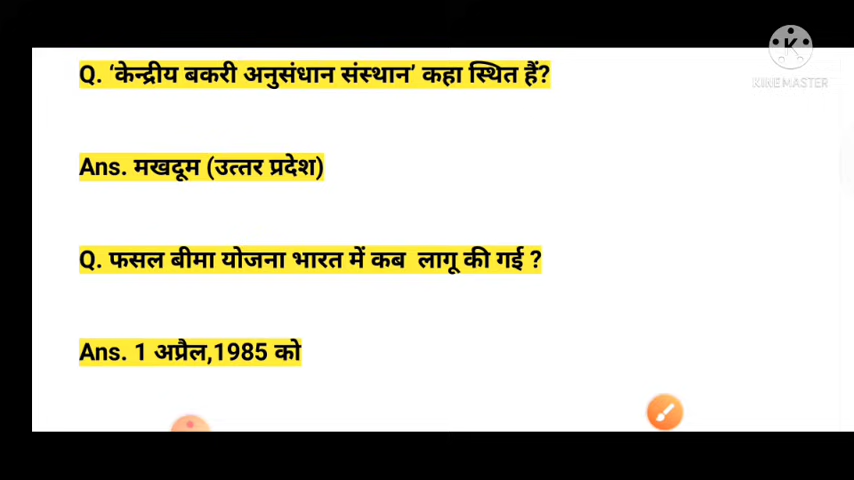 KINEMASTER
Q. 'केन्द्रीय बकरी अनुसंधान संस्थान' कहा स्थित हैं?
Ans. मखदूम (उत्तर प्रदेश)
Q. फसल बीमा योजना भारत में कब लागू की गई ?
Ans. 1 अप्रैल,1985 को